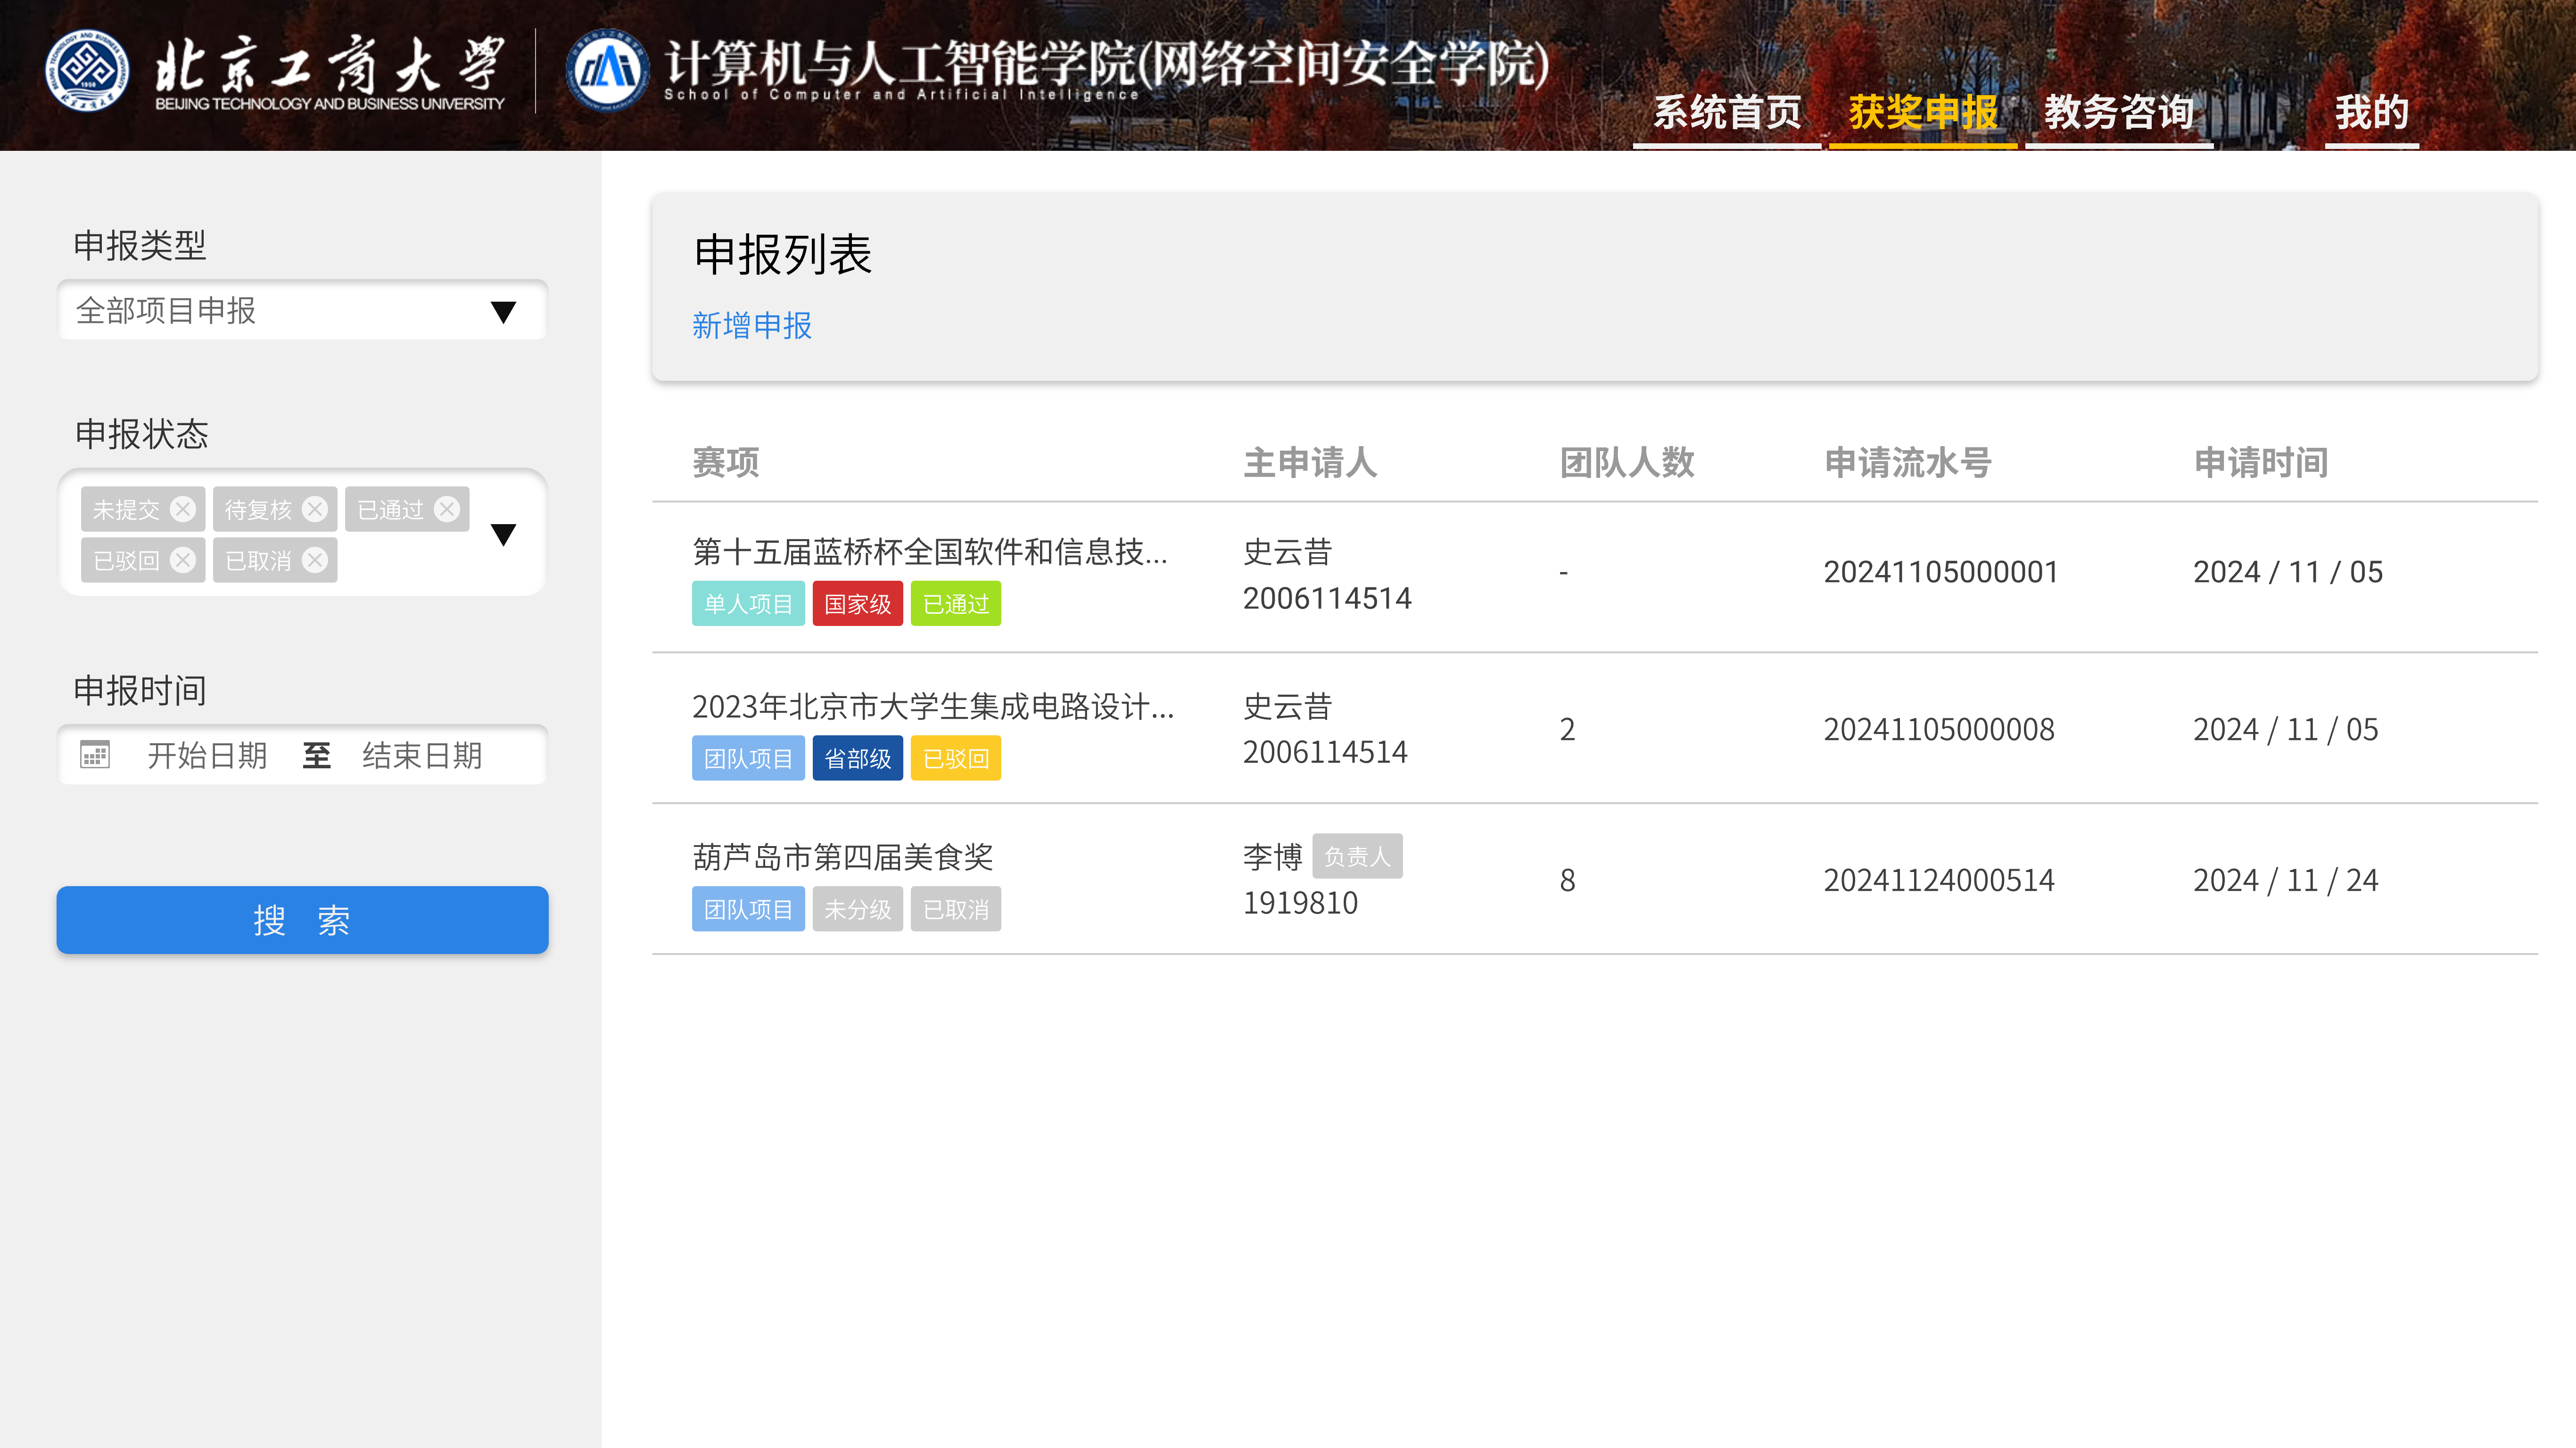 北京工商大学
BEIJING TECHNOLOGY AND BUSINESS UNIVERSITY
计算机与人工智能学院(网络空间安全学院)
School of Computer and Artificial Intelligence
系统首页 获奖申报 教务咨询 我的
申报类型
全部项目申报
申报状态
未提交 待复核 已通过
已驳回 已取消
申报时间
开始日期 至 结束日期
搜 索
申报列表
新增申报
赛项 主申请人 团队人数 申请流水号 申请时间
第十五届蓝桥杯全国软件和信息技... 史云昔 - 20241105000001 2024 / 11 / 05
单人项目 国家级 已通过 2006114514
2023年北京市大学生集成电路设计... 史云昔 2 20241105000008 2024 / 11 / 05
团队项目 省部级 已驳回 2006114514
葫芦岛市第四届美食奖 李博 负责人 8 20241124000514 2024 / 11 / 24
团队项目 未分级 已取消 1919810